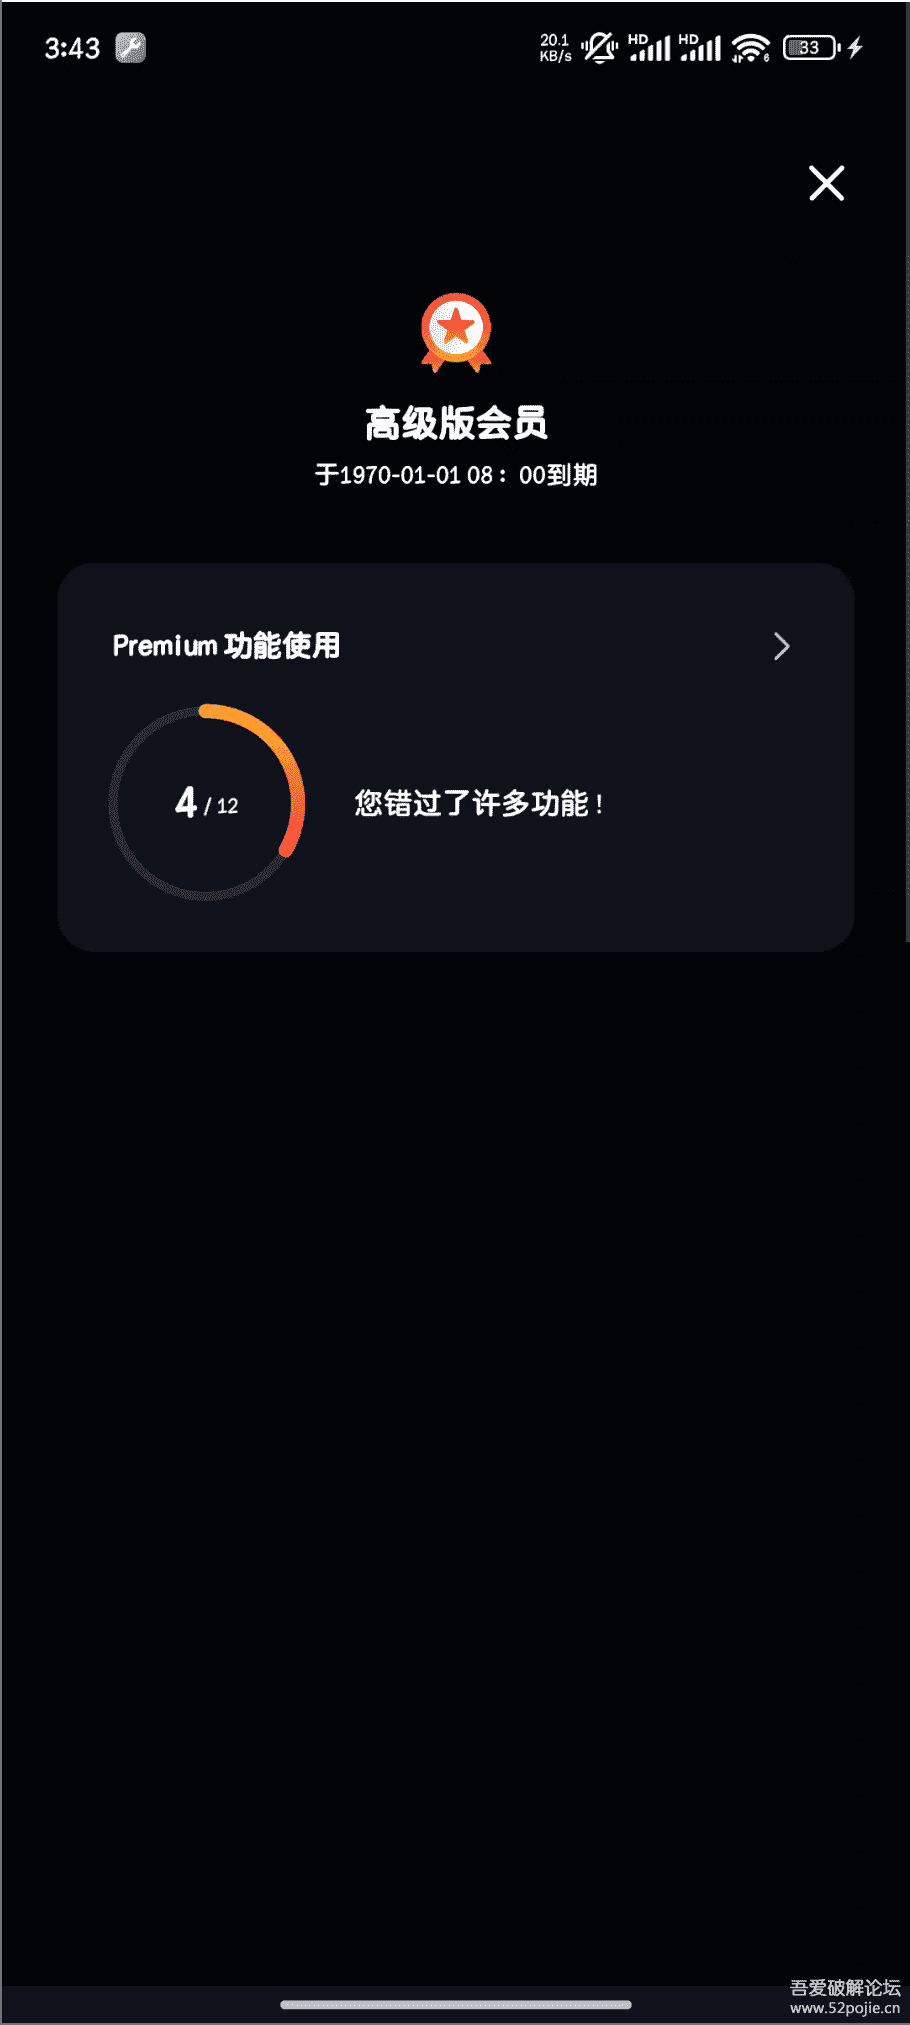 3:43
20.1
KB/s
HD
HD
6
33
高级版会员
于1970-01-01 08：00到期
Premium 功能使用
4 / 12
您错过了许多功能！
吾爱破解论坛
www.52pojie.cn